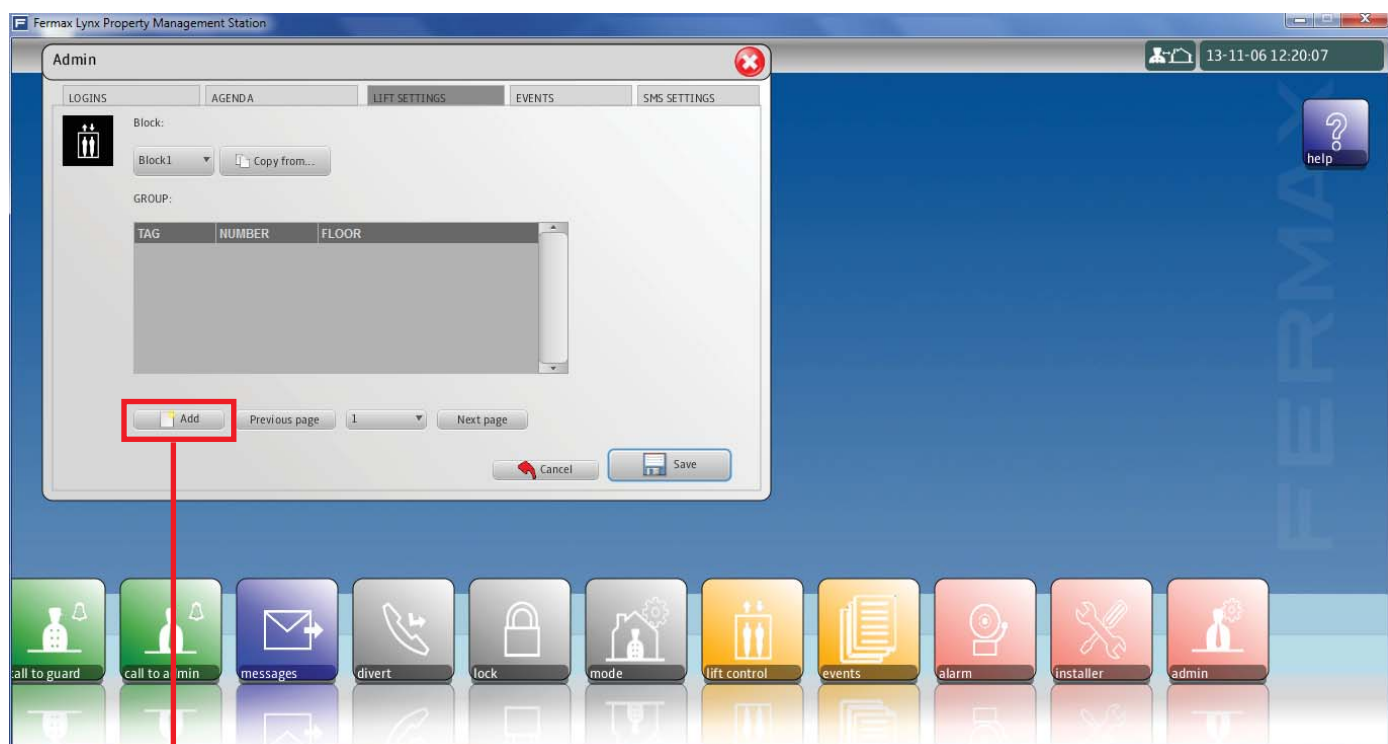 Fermax Lynx Property Management Station
Admin
13-11-06 12:20:07
LOGINS AGENDA LIFT SETTINGS EVENTS SMS SETTINGS
Block:
Block1 Copy from...
help
GROUP:
TAG NUMBER FLOOR
Add Previous page 1 Next page
Cancel Save
FERMAX
call to guard call to admin messages divert lock mode lift control events alarm installer admin